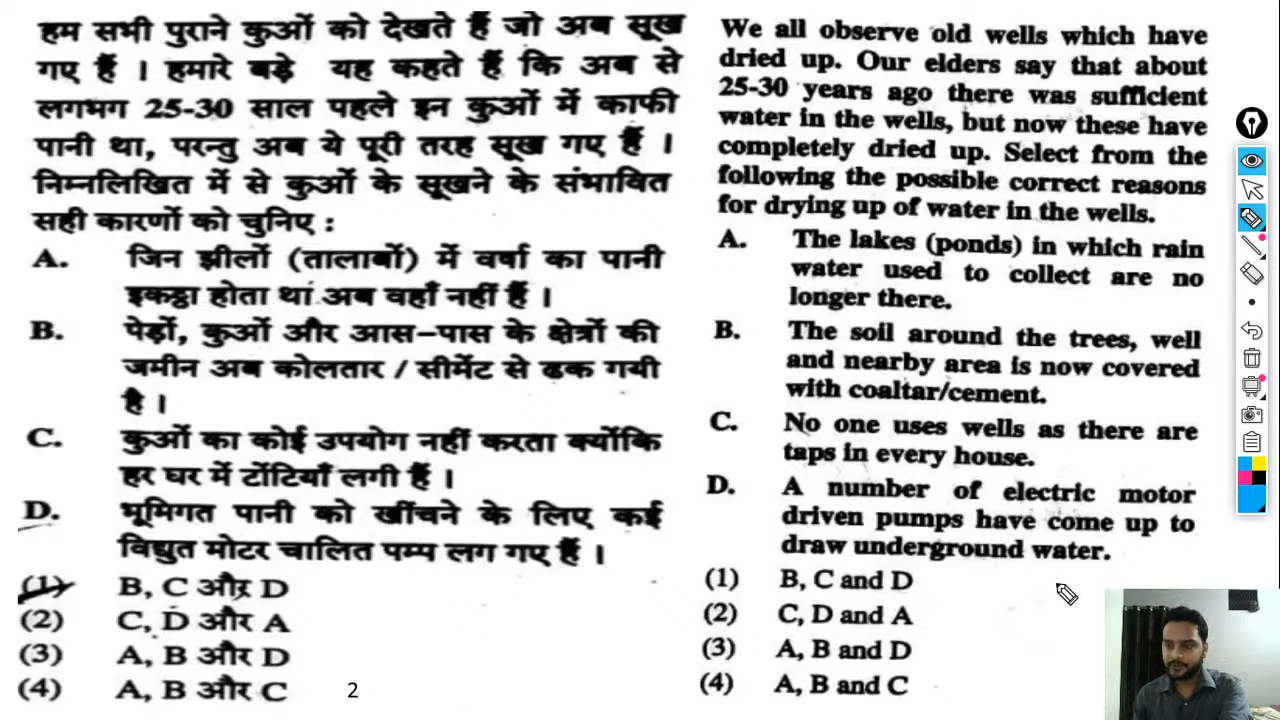 हम सभी पुराने कुओं को देखते हैं जो अब सूख
गए हैं । हमारे बड़े यह कहते हैं कि अब से
लगभग 25-30 साल पहले इन कुओं में काफी
पानी था, परन्तु अब ये पूरी तरह सूख गए हैं ।
निम्नलिखित में से कुओं के सूखने के संभावित
सही कारणों को चुनिए :
A. जिन झीलों (तालाबों) में वर्षा का पानी
इकट्ठा होता था अब वहाँ नहीं हैं ।
B. पेड़ों, कुओं और आस-पास के क्षेत्रों की
जमीन अब कोलतार / सीमेंट से ढक गयी
है ।
C. कुओं का कोई उपयोग नहीं करता क्योंकि
हर घर में टोंटियाँ लगी हैं ।
D. भूमिगत पानी को खींचने के लिए कई
विद्युत मोटर चालित पम्प लग गए हैं ।
(1) B, C और D
(2) C, D और A
(3) A, B और D
(4) A, B और C
2
We all observe old wells which have
dried up. Our elders say that about
25-30 years ago there was sufficient
water in the wells, but now these have
completely dried up. Select from the
following the possible correct reasons
for drying up of water in the wells.
A. The lakes (ponds) in which rain
water used to collect are no
longer there.
B. The soil around the trees, well
and nearby area is now covered
with coaltar/cement.
C. No one uses wells as there are
taps in every house.
D. A number of electric motor
driven pumps have come up to
draw underground water.
(1) B, C and D
(2) C, D and A
(3) A, B and D
(4) A, B and C